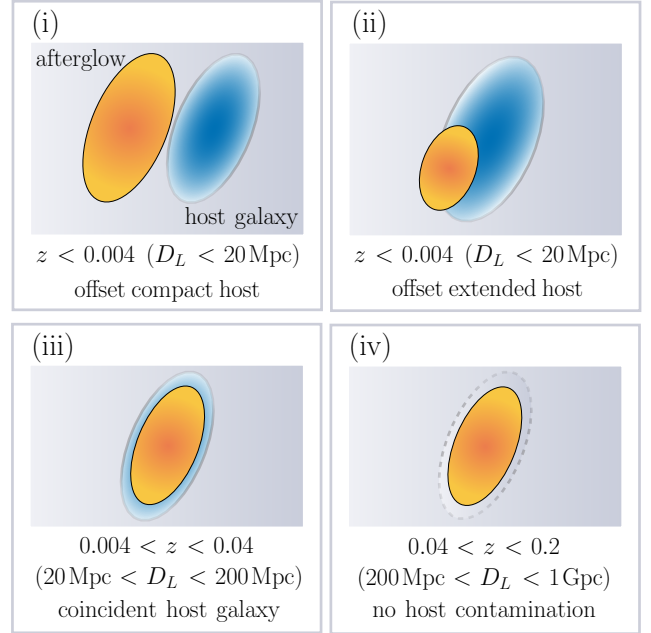 (i)
afterglow
host galaxy
z < 0.004 (D_L < 20 Mpc)
offset compact host
(ii)
z < 0.004 (D_L < 20 Mpc)
offset extended host
(iii)
0.004 < z < 0.04
(20 Mpc < D_L < 200 Mpc)
coincident host galaxy
(iv)
0.04 < z < 0.2
(200 Mpc < D_L < 1 Gpc)
no host contamination